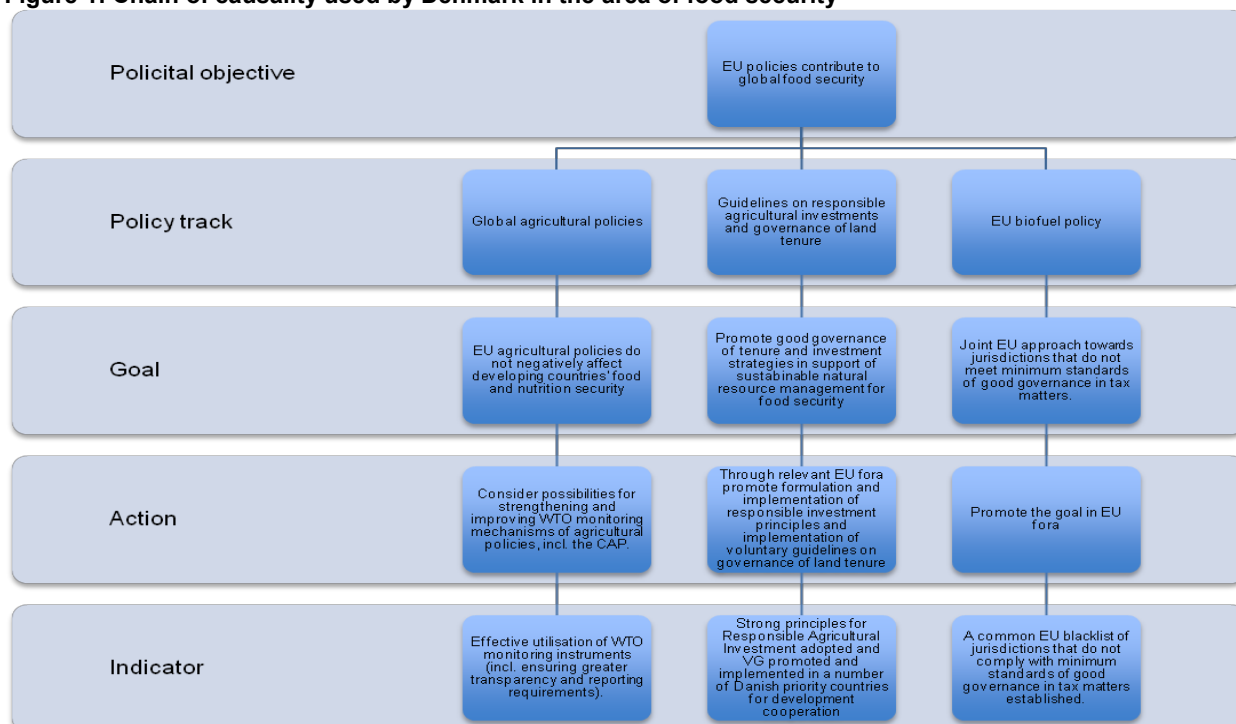 Figure 1: Chain of causality used by Denmark in the area of food security
Policital objective
EU policies contribute to
global food security
Policy track
Global agricultural policies
Guidelines on responsible
agricultural investments
and governance of land
tenure
EU biofuel policy
Goal
EU agricultural policies do
not negatively affect
developing countries' food
and nutrition security
Promote good governance
of tenure and investment
strategies in support of
sustainable natural
resource management for
food security
Joint EU approach towards
jurisdictions that do not
meet minimum standards
of good governance in tax
matters.
Action
Consider possibilities for
strengthening and
improving WTO monitoring
mechanisms of agricultural
policies, incl. the CAP.
Through relevant EU fora
promote formulation and
implementation of
responsible investment
principles and
implementation of
voluntary guidelines on
governance of land tenure
Promote the goal in EU
fora
Indicator
Effective utilisation of WTO
monitoring instruments
(incl. ensuring greater
transparency and reporting
requirements).
Strong principles for
Responsible Agricultural
Investment adopted and
VG promoted and
implemented in a number
of Danish priority countries
for development
cooperation
A common EU blacklist of
jurisdictions that do not
comply with minimum
standards of good
governance in tax matters
established.